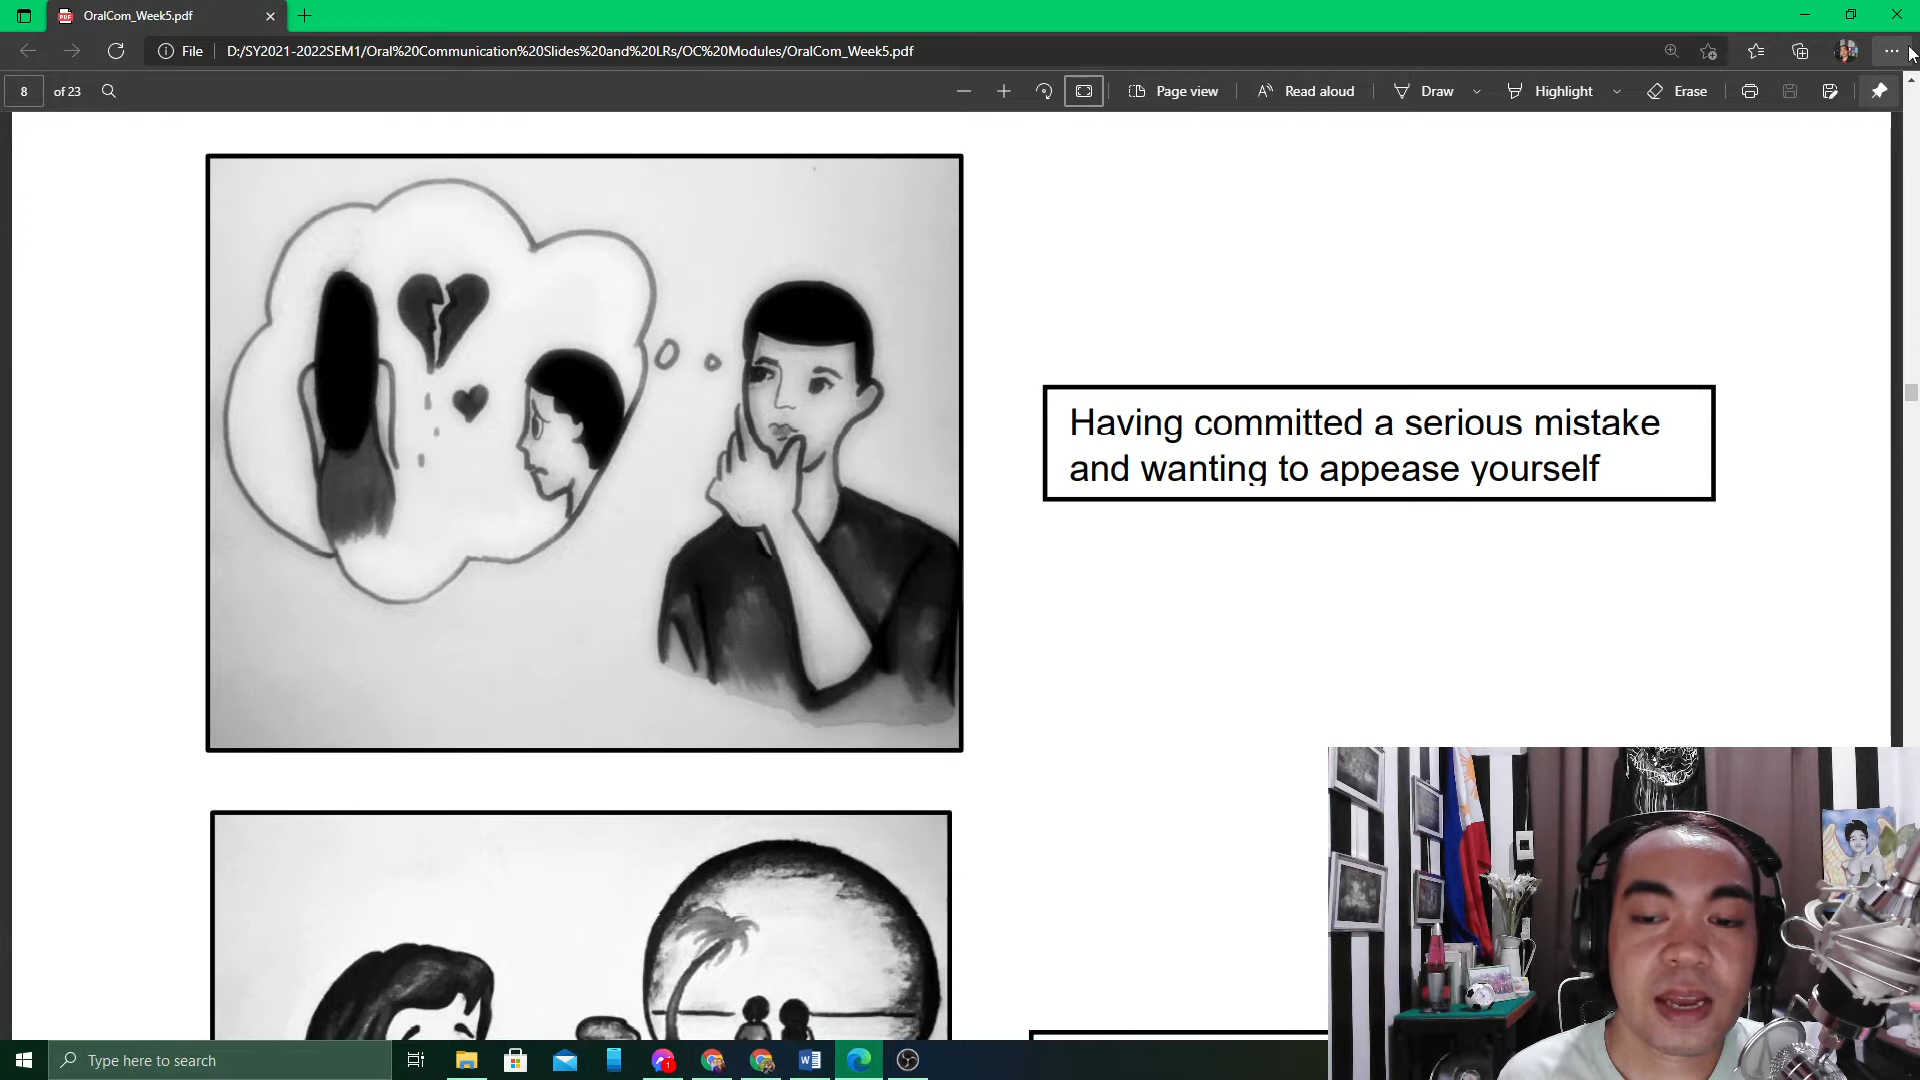 OralCom_Week5.pdf
File
D:/SY2021-2022SEM1/Oral%20Communication%20Slides%20and%20LRs/OC%20Modules/OralCom_Week5.pdf
8 of 23
Page view
Read aloud
Draw
Highlight
Erase
Having committed a serious mistake
and wanting to appease yourself
Type here to search
1